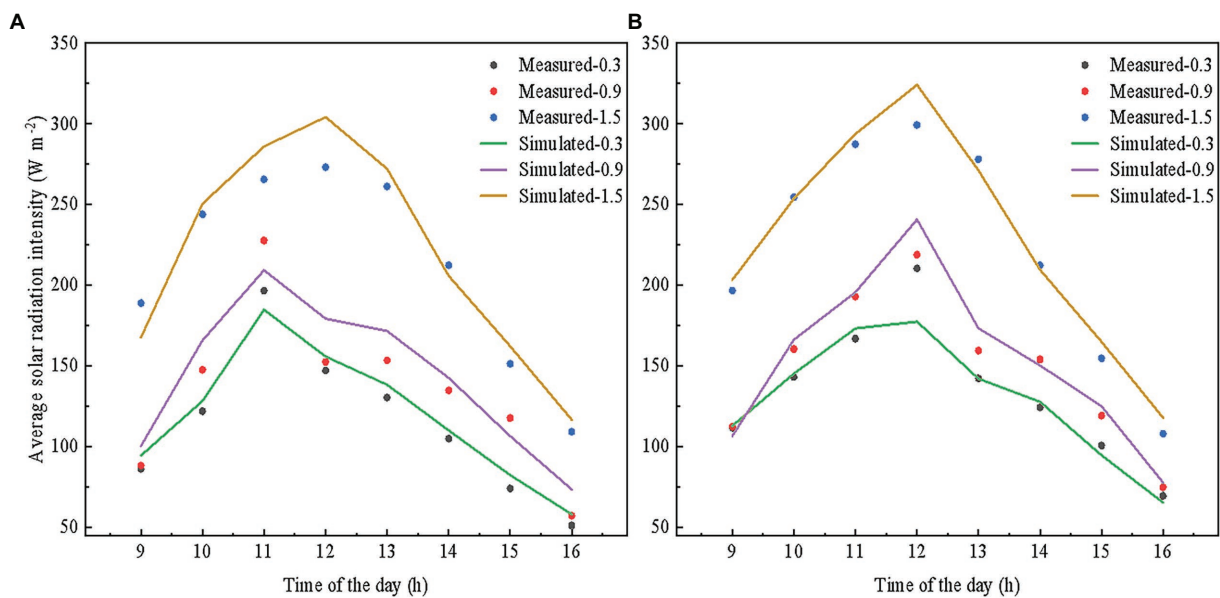 A
350
300
250
200
150
100
50
9 10 11 12 13 14 15 16
Average solar radiation intensity (W m⁻²)
Time of the day (h)
Measured-0.3
Measured-0.9
Measured-1.5
Simulated-0.3
Simulated-0.9
Simulated-1.5
B
350
300
250
200
150
100
50
9 10 11 12 13 14 15 16
Time of the day (h)
Measured-0.3
Measured-0.9
Measured-1.5
Simulated-0.3
Simulated-0.9
Simulated-1.5